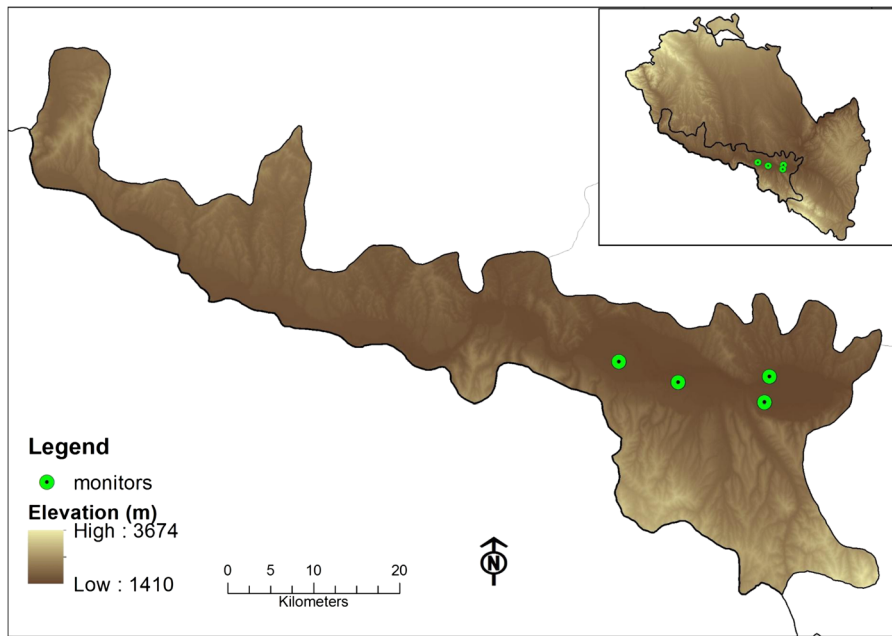 Legend
monitors
Elevation (m)
High : 3674
Low : 1410
0 5 10 20
Kilometers
N